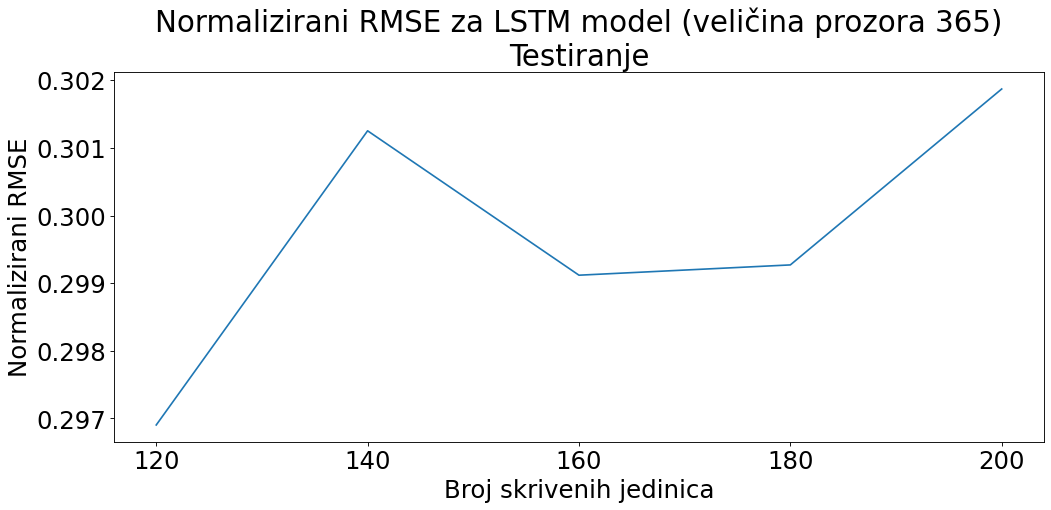 Normalizirani RMSE za LSTM model (veličina prozora 365)
Testiranje
Normalizirani RMSE
0.302
0.301
0.300
0.299
0.298
0.297
120 140 160 180 200
Broj skrivenih jedinica